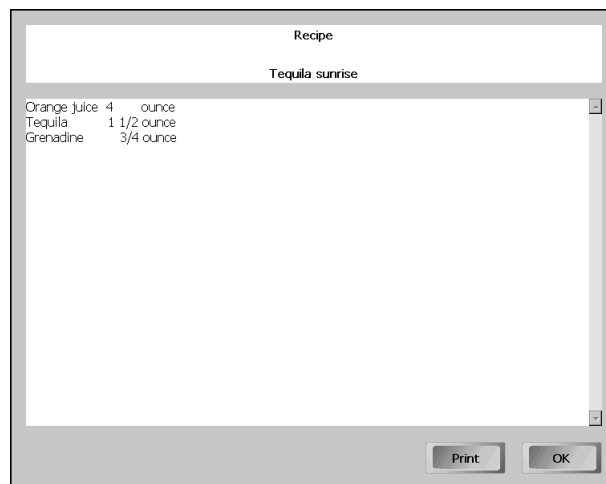 Recipe
Tequila sunrise
Orange juice 4 ounce
Tequila 1 1/2 ounce
Grenadine 3/4 ounce
Print OK